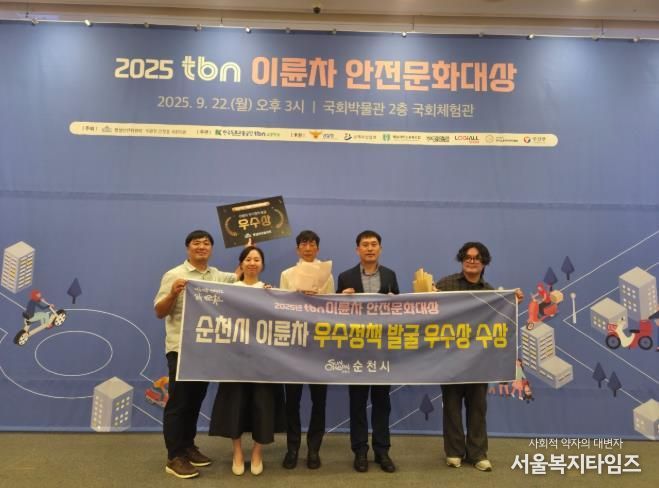 2025 tbn 이륜차 안전문화대상
2025. 9. 22.(월) 오후 3시 | 국회박물관 2층 국회체험관
우수상
2025년 tbn 이륜차 안전문화대상
순천시 이륜차 우수정책 발굴 우수상 수상
순천시
사회적 약자의 대변자
서울복지타임즈